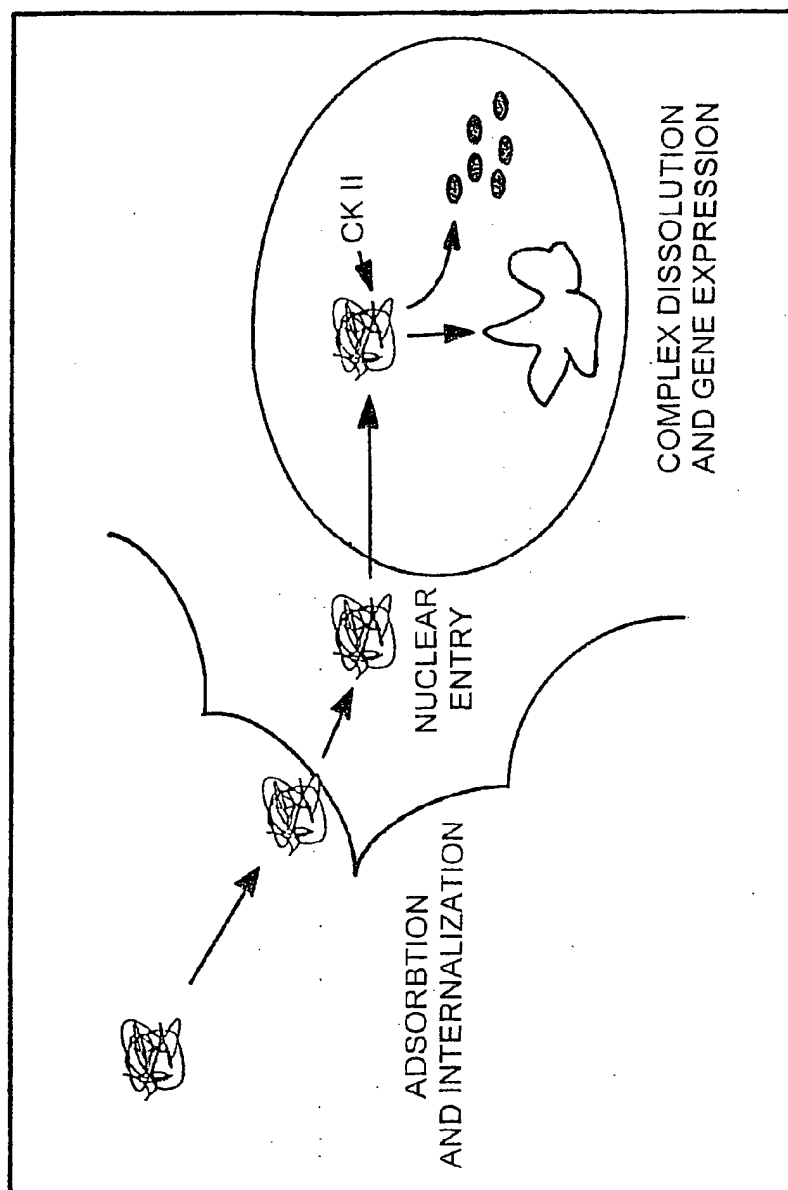 ADSORBTION
AND INTERNALIZATION
NUCLEAR
ENTRY
CK II
COMPLEX DISSOLUTION
AND GENE EXPRESSION